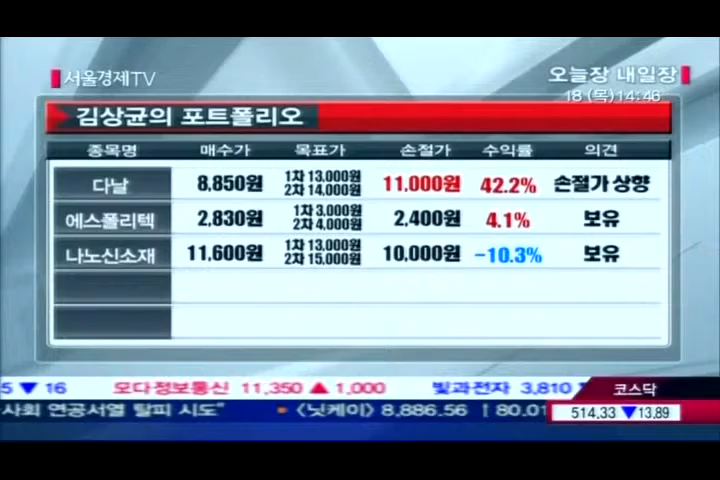 서울경제TV
오늘장 내일장
18 (목)14:46
김상균의 포트폴리오
종목명 매수가 목표가 손절가 수익률 의견
다날 8,850원 1차 13,000원 2차 14,000원 11,000원 42.2% 손절가 상향
에스폴리텍 2,830원 1차 3,000원 2차 4,000원 2,400원 4.1% 보유
나노신소재 11,600원 1차 13,000원 2차 15,000원 10,000원 -10.3% 보유
5 ▼ 16 모다정보통신 11,350 ▲ 1,000 빛과전자 3,810
코스닥
사회 연공서열 탈피 시도" <닛케이> 8,886.56 ↑80.01
514.33 ▼13.89